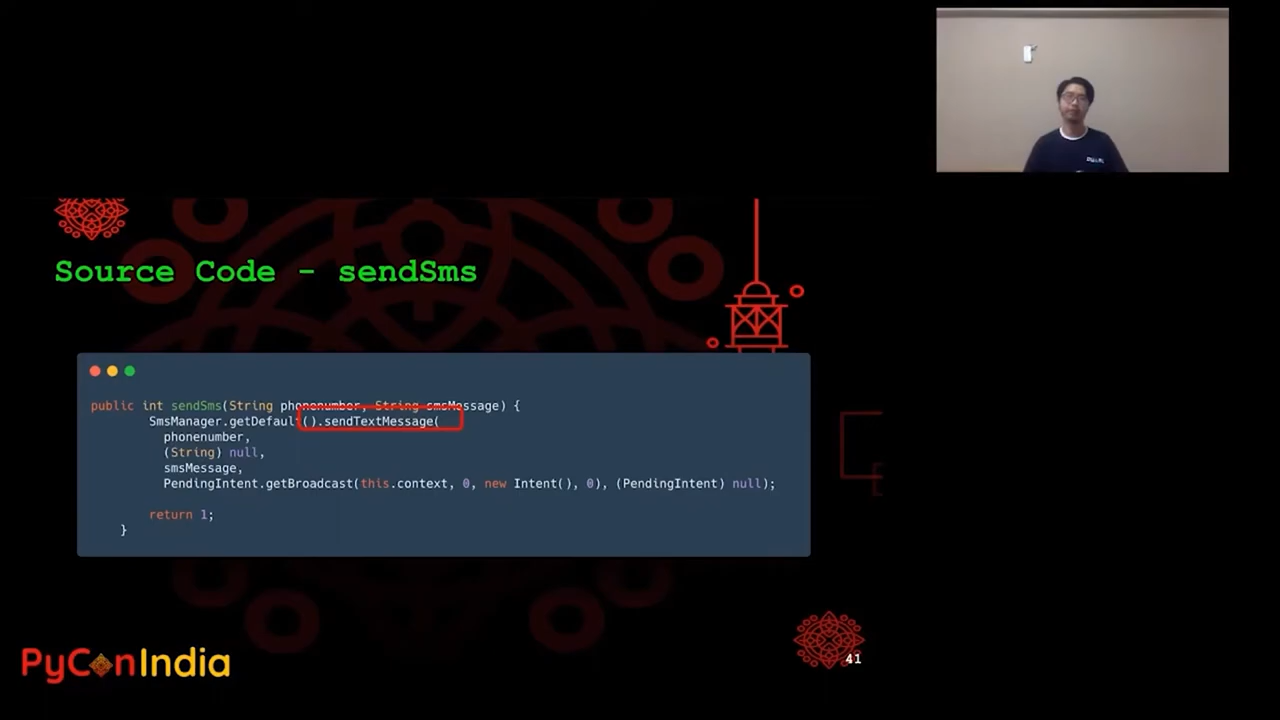 Source Code - sendSms
public int sendSms(String phonenumber, String smsMessage) {
SmsManager.getDefault().sendTextMessage(
phonenumber,
(String) null,
smsMessage,
PendingIntent.getBroadcast(this.context, 0, new Intent(), 0), (PendingIntent) null);
return 1;
}
PyConIndia
41